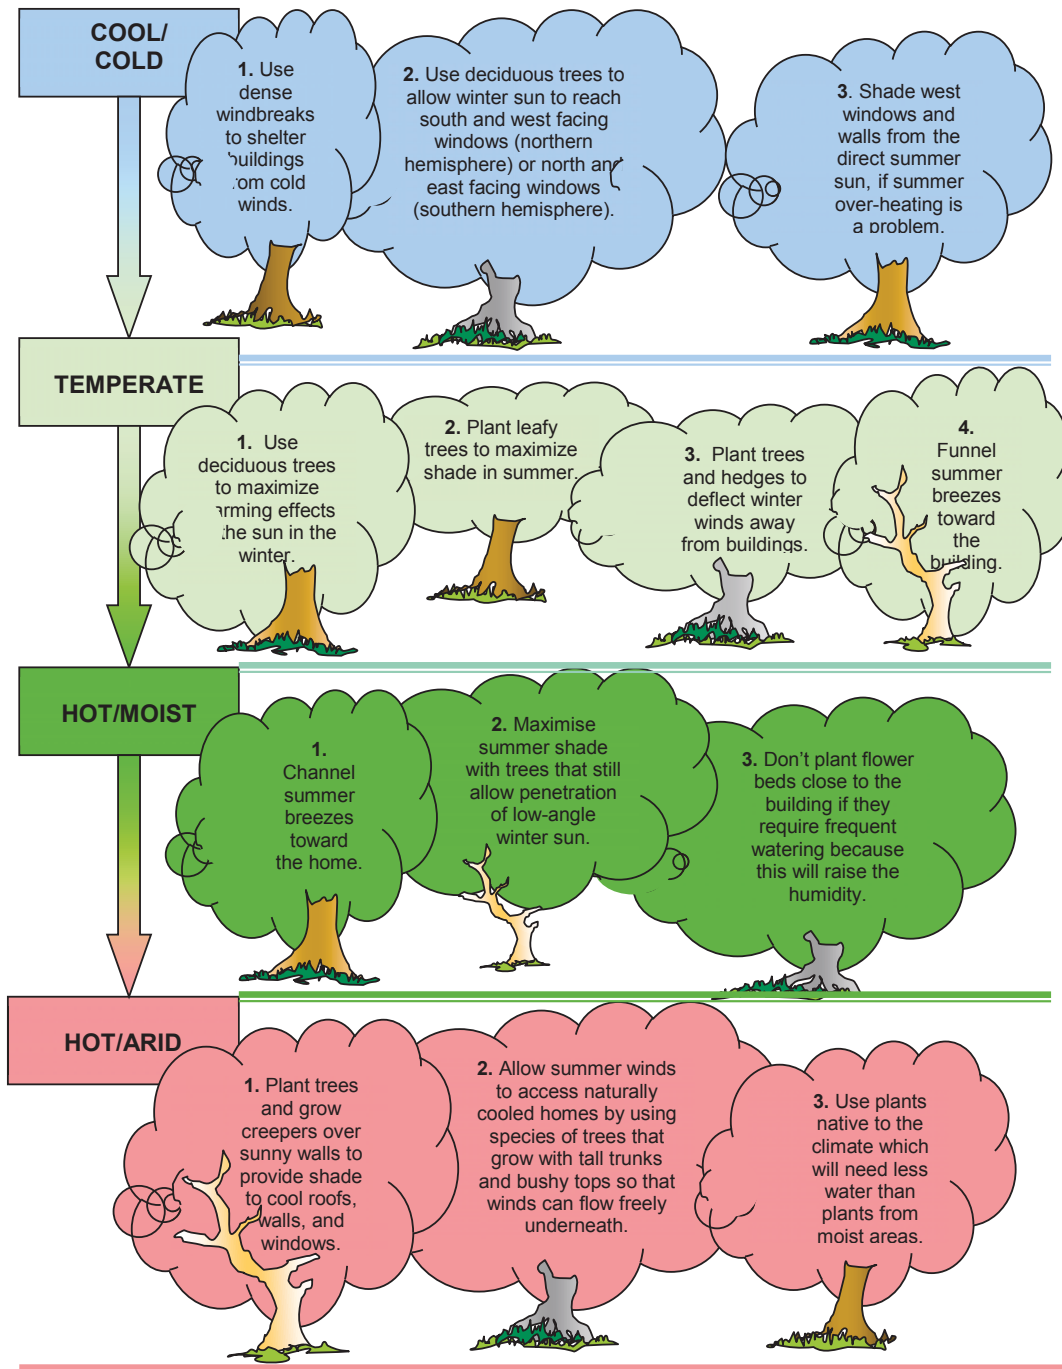 COOL/
COLD
1. Use
dense
windbreaks
to shelter
buildings
from cold
winds.
2. Use deciduous trees to
allow winter sun to reach
south and west facing
windows (northern
hemisphere) or north and
east facing windows
(southern hemisphere).
3. Shade west
windows and
walls from the
direct summer
sun, if summer
over-heating is
a problem.
TEMPERATE
1. Use
deciduous trees
to maximize
arming effects
the sun in the
winter.
2. Plant leafy
trees to maximize
shade in summer.
3. Plant trees
and hedges to
deflect winter
winds away
from buildings.
4.
Funnel
summer
breezes
toward
the
building.
HOT/MOIST
1.
Channel
summer
breezes
toward
the home.
2. Maximise
summer shade
with trees that still
allow penetration
of low-angle
winter sun.
3. Don't plant flower
beds close to the
building if they
require frequent
watering because
this will raise the
humidity.
HOT/ARID
1. Plant trees
and grow
creepers over
sunny walls to
provide shade
to cool roofs,
walls, and
windows.
2. Allow summer winds
to access naturally
cooled homes by using
species of trees that
grow with tall trunks
and bushy tops so that
winds can flow freely
underneath.
3. Use plants
native to the
climate which
will need less
water than
plants from
moist areas.